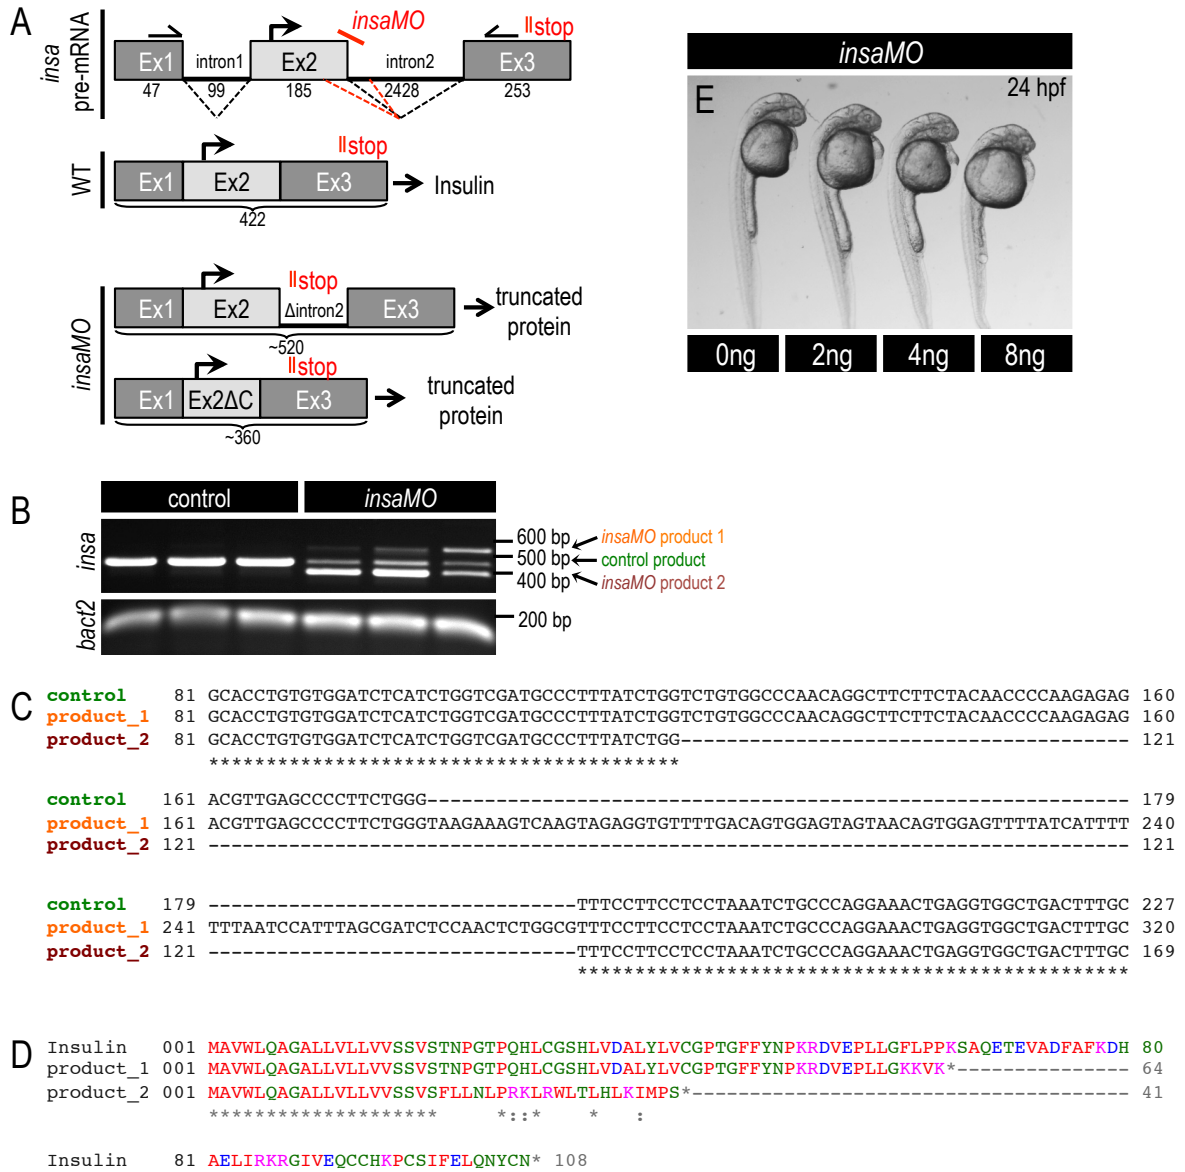 A
insa
pre-mRNA
insaMO
stop
Ex1
intron1
Ex2
intron2
Ex3
47
99
185
2428
253
WT
stop
Ex1
Ex2
Ex3
Insulin
422
insaMO
stop
Ex1
Ex2
Δintron2
Ex3
truncated
protein
~520
stop
Ex1
Ex2ΔC
Ex3
truncated
protein
~360
insaMO
E
24 hpf
0ng
2ng
4ng
8ng
B
control
insaMO
insa
600 bp
insaMO product 1
500 bp
control product
400 bp
insaMO product 2
bact2
200 bp
C
control 81 GCACCTGTGTGGATCTCATCTGGTCGATGCCCTTTATCTGGTCTGTGGCCCAACAGGCTTCTTCTACAACCCCAAGAGAG 160
product_1 81 GCACCTGTGTGGATCTCATCTGGTCGATGCCCTTTATCTGGTCTGTGGCCCAACAGGCTTCTTCTACAACCCCAAGAGAG 160
product_2 81 GCACCTGTGTGGATCTCATCTGGTCGATGCCCTTTATCTGG--------------------------------------- 121
*****************************************
control 161 ACGTTGAGCCCCTTCTGGG------------------------------------------------------------- 179
product_1 161 ACGTTGAGCCCCTTCTGGGTAAGAAAGTCAAGTAGAGGTGTTTTGACAGTGGAGTAGTAACAGTGGAGTTTTATCATTTT 240
product_2 121 -------------------------------------------------------------------------------- 121
control 179 --------------------------------TTTCCTTCCTCCTAAATCTGCCCAGGAAACTGAGGTGGCTGACTTTGC 227
product_1 241 TTTAATCCATTTAGCGATCTCCAACTCTGGCGTTTCCTTCCTCCTAAATCTGCCCAGGAAACTGAGGTGGCTGACTTTGC 320
product_2 121 --------------------------------TTTCCTTCCTCCTAAATCTGCCCAGGAAACTGAGGTGGCTGACTTTGC 169
************************************************
D
Insulin 001 MAVWLQAGALLVLLVVSSVSTNPGTPQHLCGSHLVDALYLVCGPTGFFYNPKRDVEPLLGFLPPKSAQETEVADFAFKDH 80
product_1 001 MAVWLQAGALLVLLVVSSVSTNPGTPQHLCGSHLVDALYLVCGPTGFFYNPKRDVEPLLGKKVK*--------------- 64
product_2 001 MAVWLQAGALLVLLVVSSVSFLLNLPRKLRWLTLHLKIMPS*-------------------------------------- 41
******************** *::* * :
Insulin 81 AELIRKRGIVEQCCHKPCSIFELQNYCN* 108